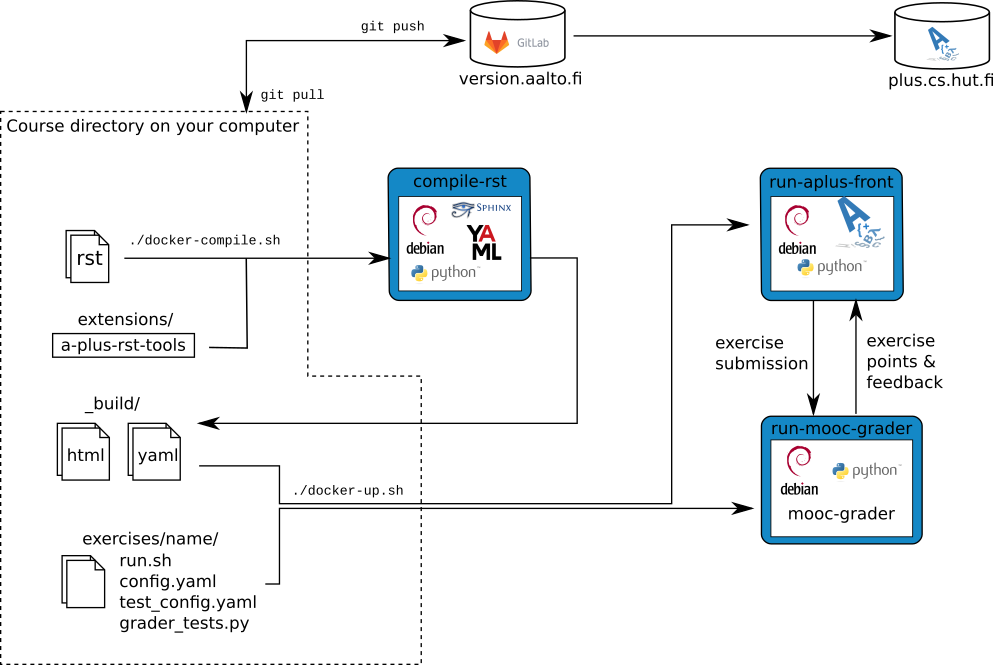 git push
GitLab
version.aalto.fi
A+
plus.cs.hut.fi
git pull
Course directory on your computer
compile-rst
SPHINX
debian
YAML
python™
run-aplus-front
debian
A+
python™
./docker-compile.sh
rst
extensions/
a-plus-rst-tools
exercise
submission
exercise
points &
feedback
_build/
html
yaml
./docker-up.sh
run-mooc-grader
debian
python™
mooc-grader
exercises/name/
run.sh
config.yaml
test_config.yaml
grader_tests.py